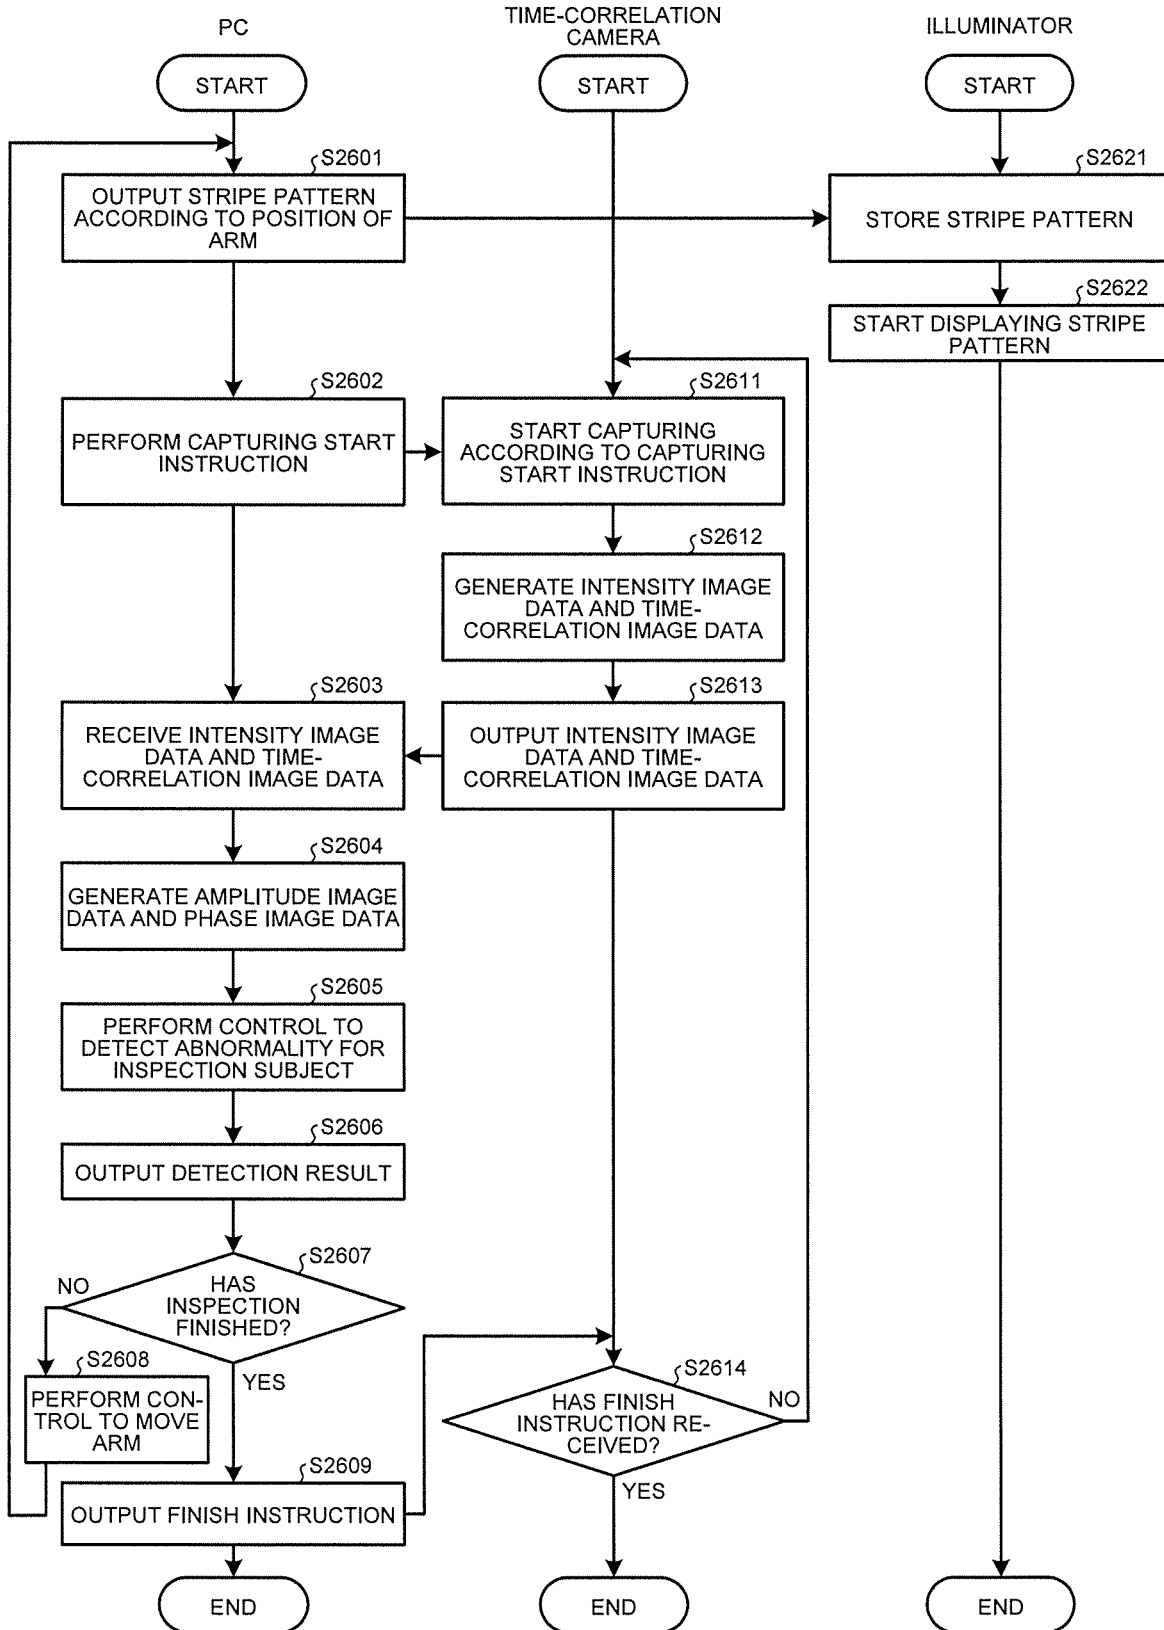 PC
TIME-CORRELATION
CAMERA
ILLUMINATOR
START
START
START
S2601
OUTPUT STRIPE PATTERN
ACCORDING TO POSITION OF
ARM
S2621
STORE STRIPE PATTERN
S2622
START DISPLAYING STRIPE
PATTERN
S2602
PERFORM CAPTURING START
INSTRUCTION
S2611
START CAPTURING
ACCORDING TO CAPTURING
START INSTRUCTION
S2612
GENERATE INTENSITY IMAGE
DATA AND TIME-
CORRELATION IMAGE DATA
S2603
RECEIVE INTENSITY IMAGE
DATA AND TIME-
CORRELATION IMAGE DATA
S2613
OUTPUT INTENSITY IMAGE
DATA AND TIME-
CORRELATION IMAGE DATA
S2604
GENERATE AMPLITUDE IMAGE
DATA AND PHASE IMAGE DATA
S2605
PERFORM CONTROL TO
DETECT ABNORMALITY FOR
INSPECTION SUBJECT
S2606
OUTPUT DETECTION RESULT
S2607
NO
HAS
INSPECTION
FINISHED?
YES
S2608
PERFORM CON-
TROL TO MOVE
ARM
S2614
HAS FINISH
INSTRUCTION RE-
CEIVED?
NO
YES
S2609
OUTPUT FINISH INSTRUCTION
END
END
END